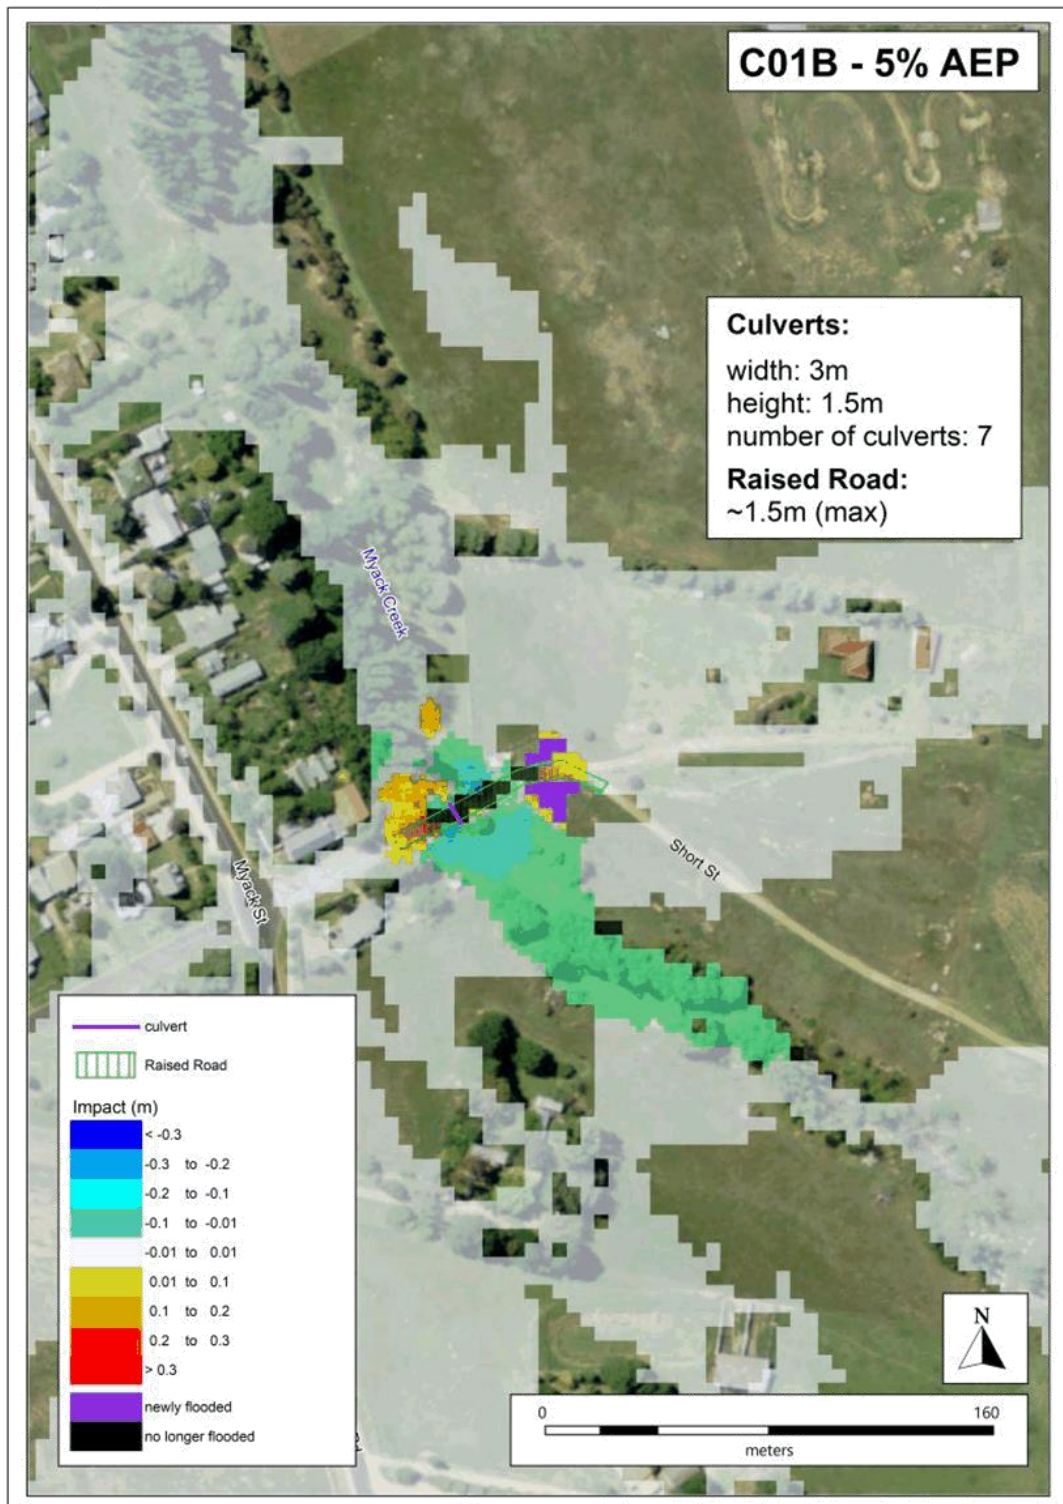 C01B - 5% AEP
Culverts:
width: 3m
height: 1.5m
number of culverts: 7
Raised Road:
~1.5m (max)
Myack Creek
Short St
Myack St
culvert
Raised Road
Impact (m)
< -0.3
-0.3 to -0.2
-0.2 to -0.1
-0.1 to -0.01
-0.01 to 0.01
0.01 to 0.1
0.1 to 0.2
0.2 to 0.3
> 0.3
newly flooded
no longer flooded
N
0 160
meters